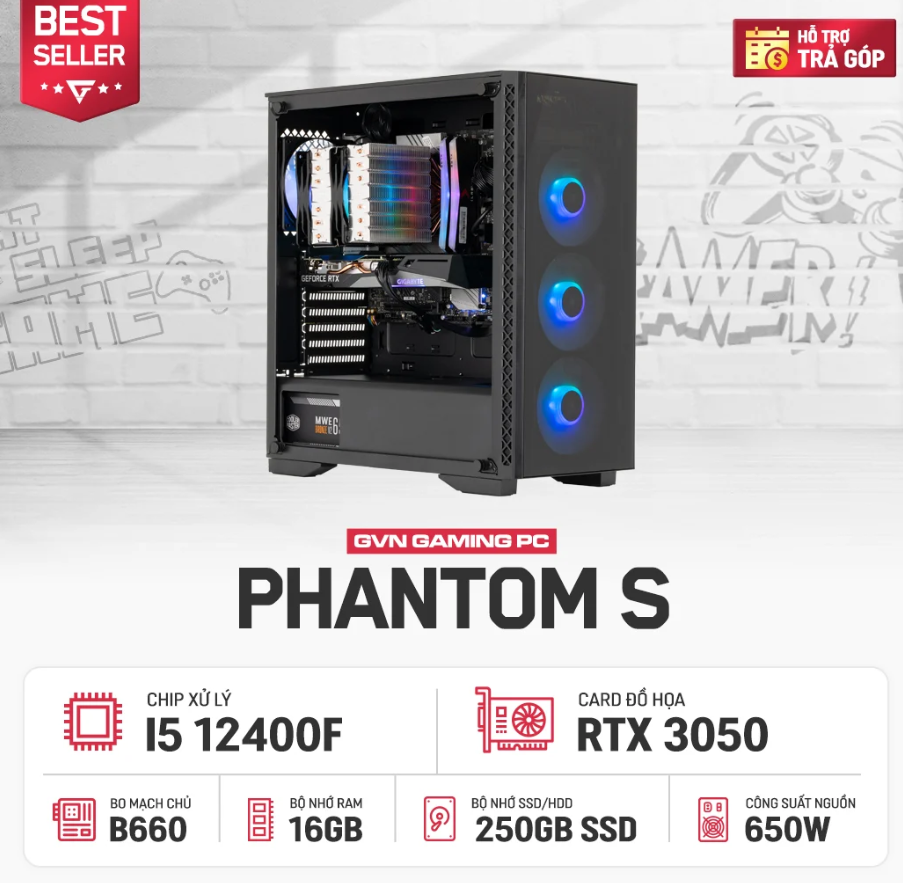 BEST
SELLER
HỖ TRỢ
TRẢ GÓP
GEFORCE RTX
GIGABYTE
MWE
BRONZE V2
GVN GAMING PC
PHANTOM S
CHIP XỬ LÝ
I5 12400F
CARD ĐỒ HỌA
RTX 3050
BO MẠCH CHỦ
B660
BỘ NHỚ RAM
16GB
BỘ NHỚ SSD/HDD
250GB SSD
CÔNG SUẤT NGUỒN
650W